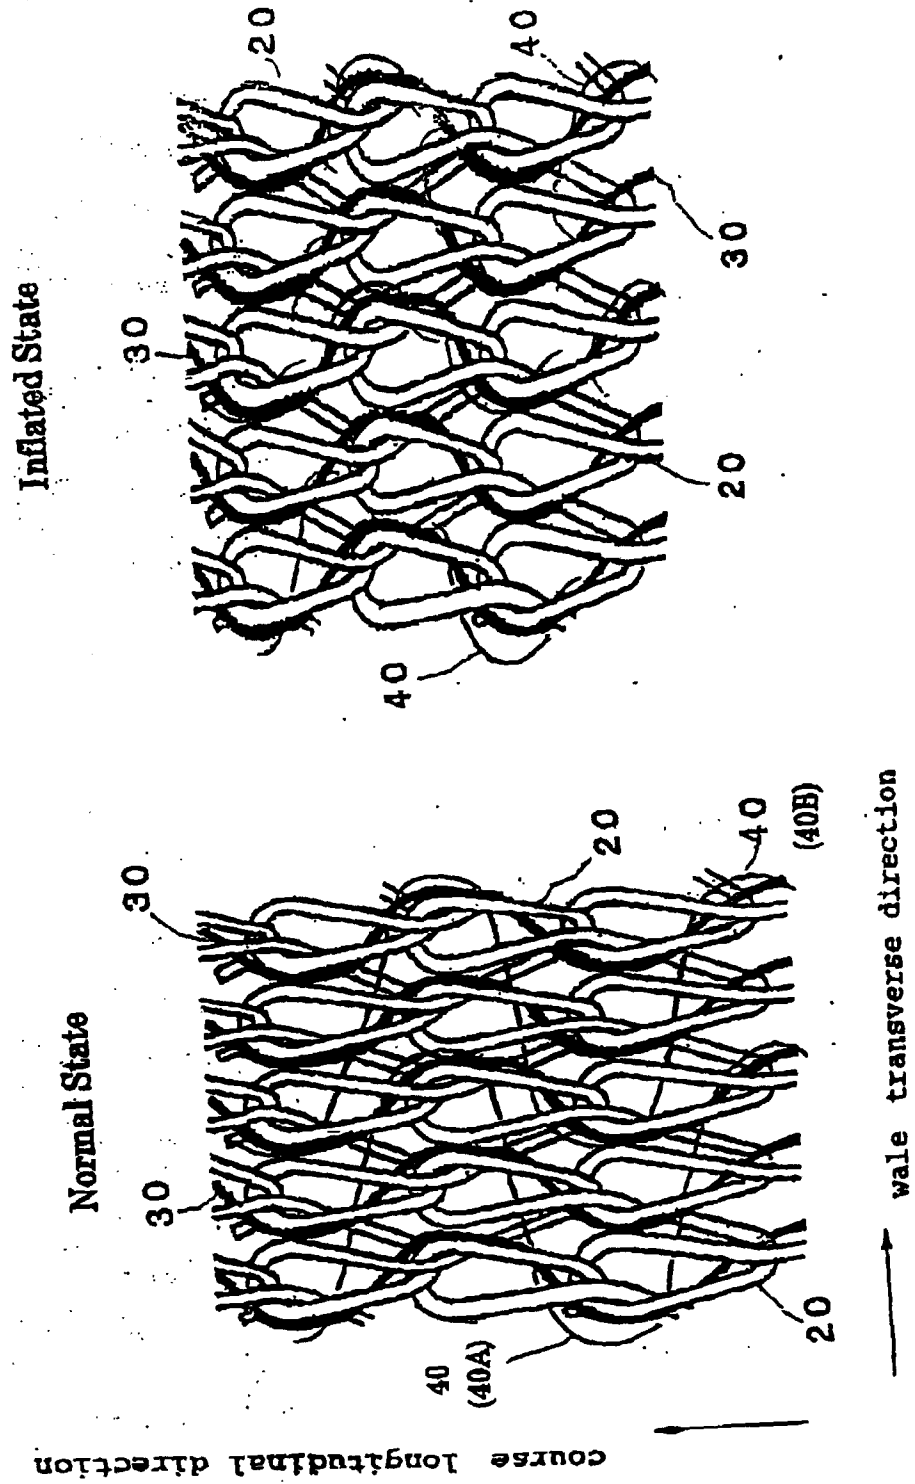 Normal State
30
30
40
(40A)
20
40
(40B)
20
Inflated State
30
20
40
40
20
30
course longitudinal direction
wale transverse direction